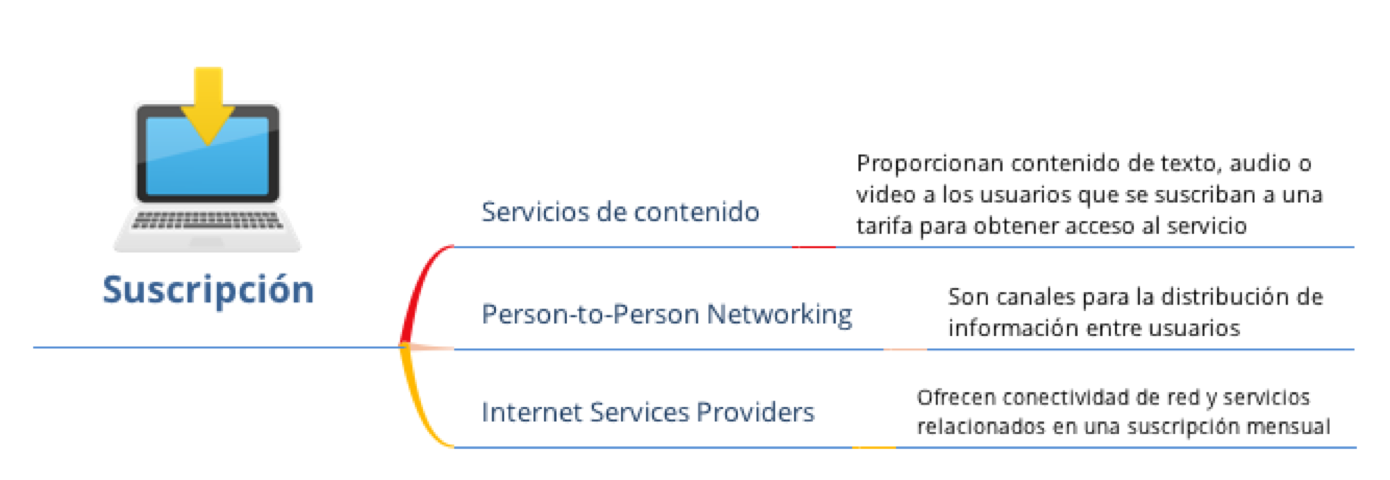 Suscripción
Servicios de contenido
Proporcionan contenido de texto, audio o
video a los usuarios que se suscriban a una
tarifa para obtener acceso al servicio
Person-to-Person Networking
Son canales para la distribución de
información entre usuarios
Internet Services Providers
Ofrecen conectividad de red y servicios
relacionados en una suscripción mensual